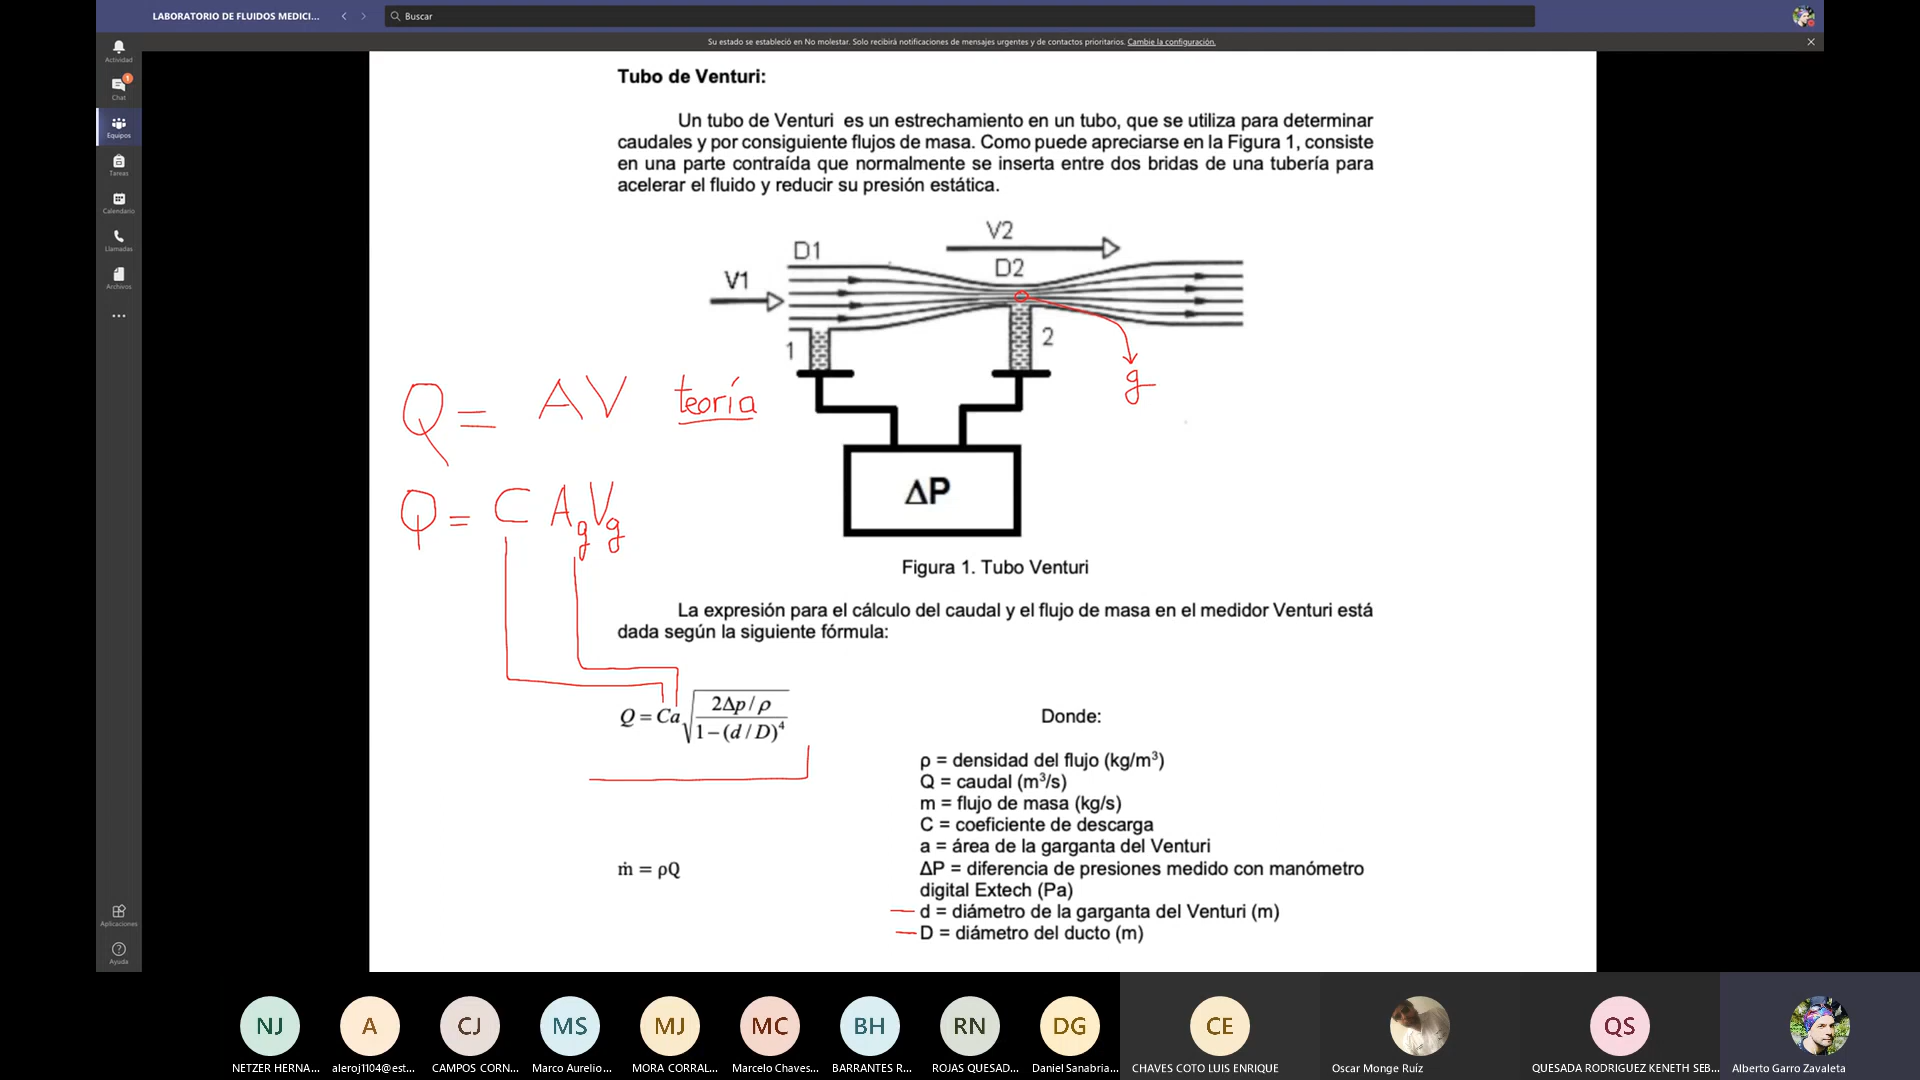 LABORATORIO DE FLUIDOS MEDICI...
Buscar
Su estado se estableció en No molestar. Solo recibirá notificaciones de mensajes urgentes y de contactos prioritarios. Cambie la configuración.
Actividad
1
Chat
Equipos
Tareas
Calendario
Llamadas
Archivos
Aplicaciones
Ayuda
Tubo de Venturi:
Un tubo de Venturi es un estrechamiento en un tubo, que se utiliza para determinar
caudales y por consiguiente flujos de masa. Como puede apreciarse en la Figura 1, consiste
en una parte contraída que normalmente se inserta entre dos bridas de una tubería para
acelerar el fluido y reducir su presión estática.
V2
D1
D2
V1
1
2
g
Q = AV teoría
ΔP
Q = C AgVg
Figura 1. Tubo Venturi
La expresión para el cálculo del caudal y el flujo de masa en el medidor Venturi está
dada según la siguiente fórmula:
Q = Ca√((2Δp/ρ)/(1−(d/D)⁴))
Donde:
ρ = densidad del flujo (kg/m³)
Q = caudal (m³/s)
m = flujo de masa (kg/s)
C = coeficiente de descarga
a = área de la garganta del Venturi
ṁ = ρQ
ΔP = diferencia de presiones medido con manómetro
digital Extech (Pa)
d = diámetro de la garganta del Venturi (m)
D = diámetro del ducto (m)
NJ
A
CJ
MS
MJ
MC
BH
RN
DG
CE
QS
NETZER HERNA...
aleroj1104@est...
CAMPOS CORN...
Marco Aurelio...
MORA CORRAL...
Marcelo Chaves...
BARRANTES R...
ROJAS QUESAD...
Daniel Sanabria...
CHAVES COTO LUIS ENRIQUE
Oscar Monge Ruíz
QUESADA RODRIGUEZ KENETH SEB...
Alberto Garro Zavaleta